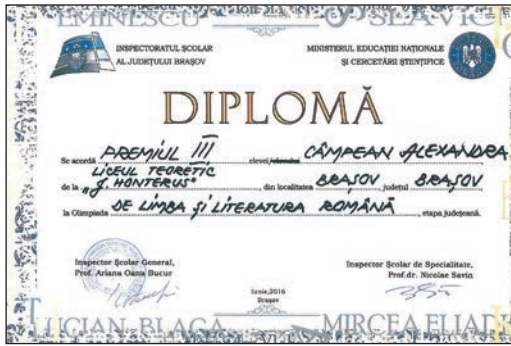 EMINESCU
SLAVICI
INSPECTORATUL ȘCOLAR
AL JUDEȚULUI BRAȘOV
MINISTERUL EDUCAȚIEI NAȚIONALE
ȘI CERCETĂRII ȘTIINȚIFICE
DIPLOMĂ
Se acordă PREMIUL III elevei/elevului CÂMPEAN ALEXANDRA
LICEUL TEORETIC
de la "J. HONTERUS", din localitatea BRAȘOV, județul BRAȘOV
la Olimpiada DE LIMBA ȘI LITERATURA ROMÂNĂ, etapa județeană.
Inspector Școlar General,
Prof. Ariana Oana Bucur
Inspector Școlar de Specialitate,
Prof.dr. Nicolae Savin
Iunie,2016
Brașov
LUCIAN BLAGA
MIRCEA ELIADE